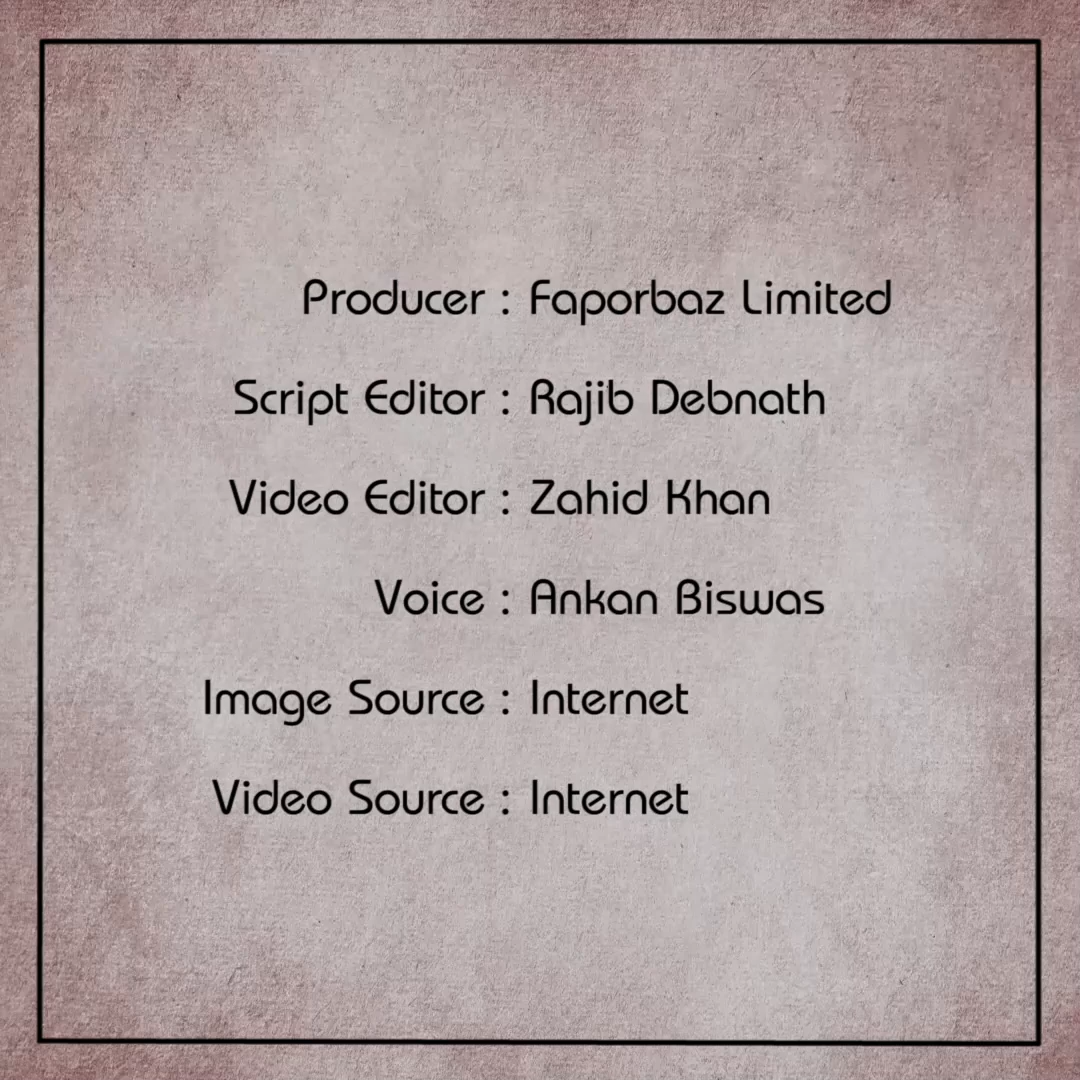 Producer : Faporbaz Limited
Script Editor : Rajib Debnath
Video Editor : Zahid Khan
Voice : Ankan Biswas
Image Source : Internet
Video Source : Internet